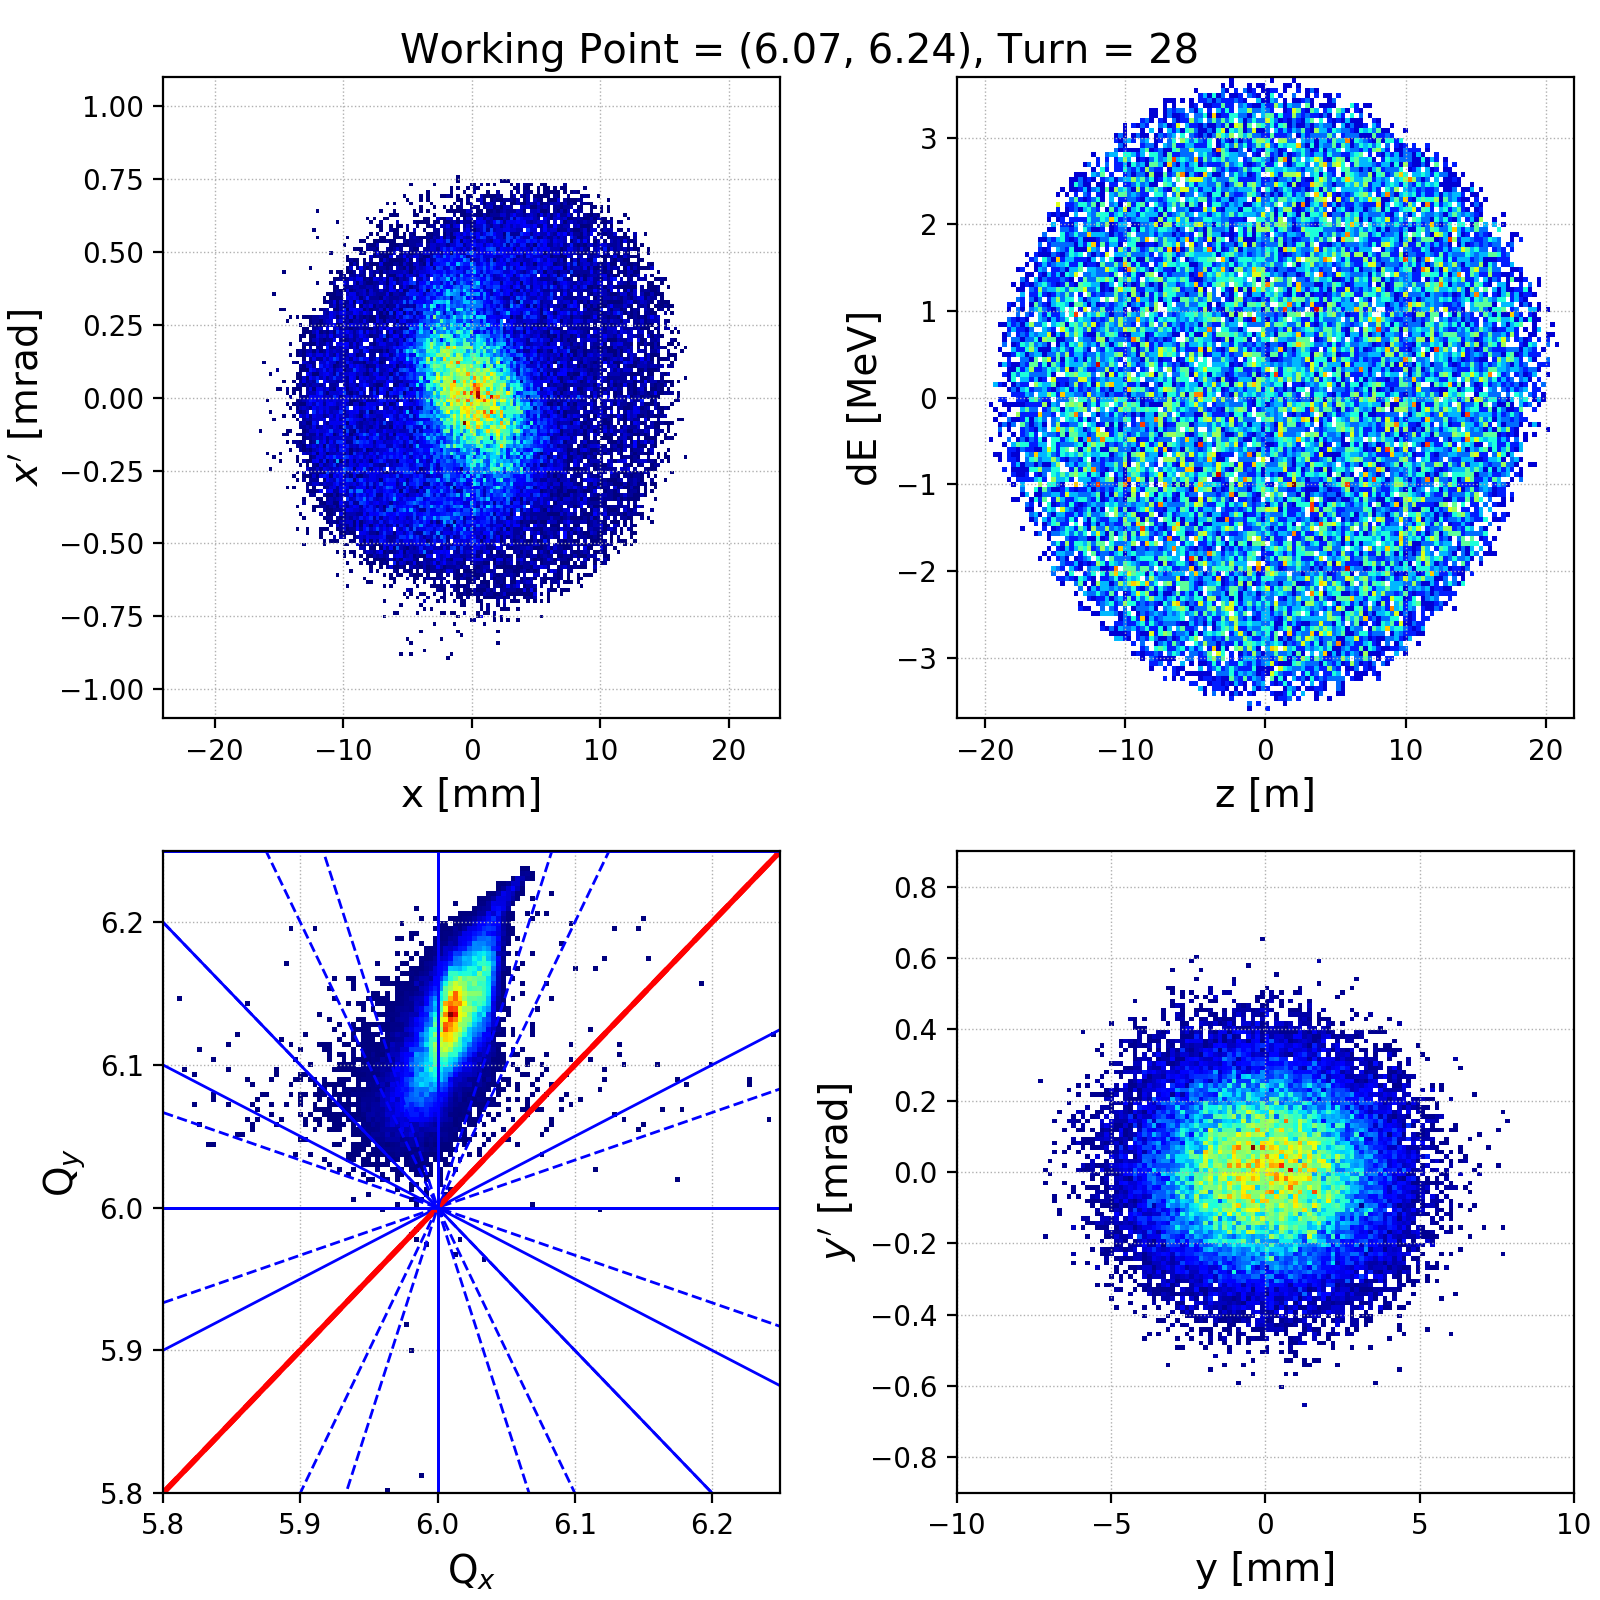 Working Point = (6.07, 6.24), Turn = 28
1.00
0.75
0.50
0.25
0.00
−0.25
−0.50
−0.75
−1.00
x′ [mrad]
−20 −10 0 10 20
x [mm]
3
2
1
0
−1
−2
−3
dE [MeV]
−20 −10 0 10 20
z [m]
6.2
6.1
6.0
5.9
5.8
Qy
5.8 5.9 6.0 6.1 6.2
Qx
0.8
0.6
0.4
0.2
0.0
−0.2
−0.4
−0.6
−0.8
y′ [mrad]
−10 −5 0 5 10
y [mm]